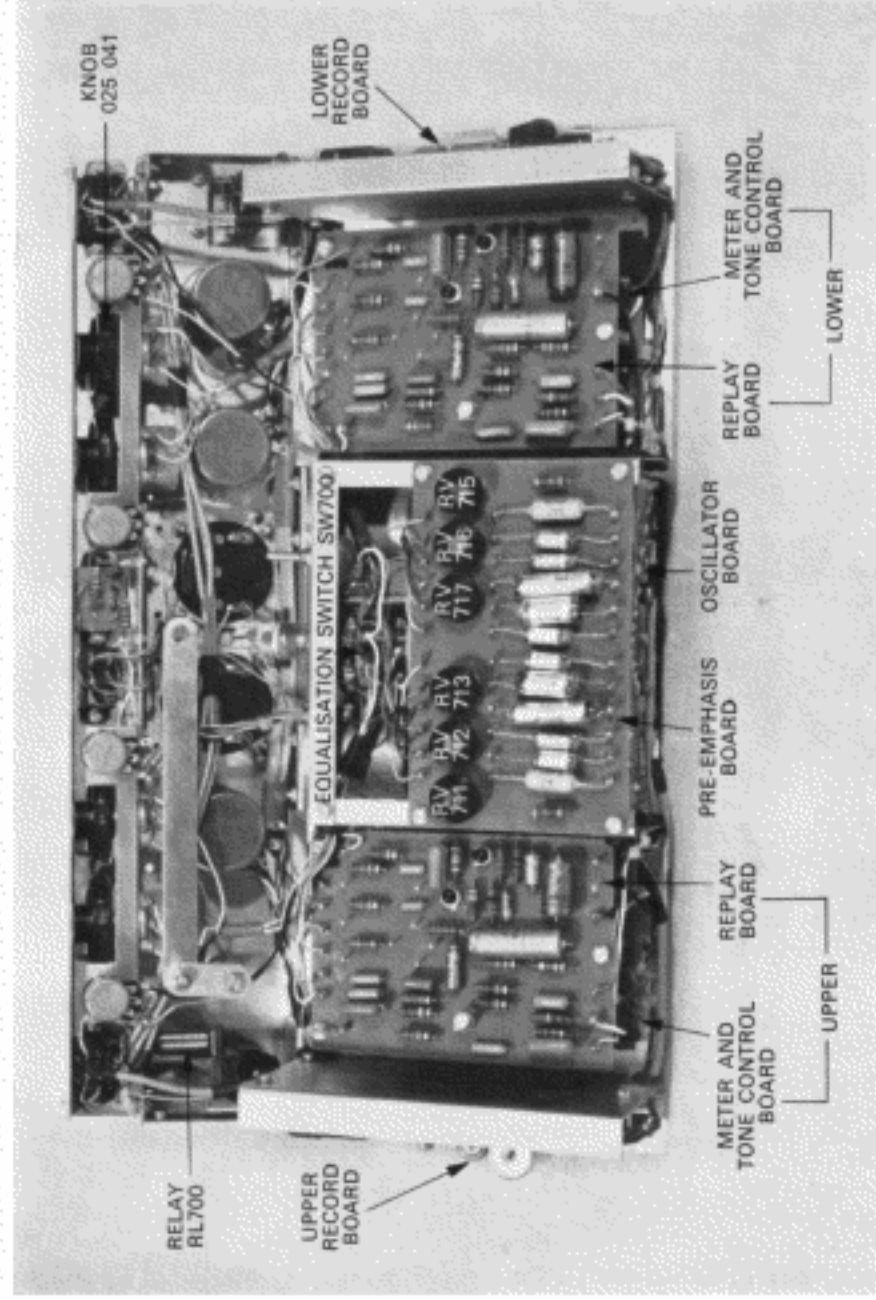 KNOB
025 041
RELAY
RL700
LOWER
RECORD
BOARD
UPPER
RECORD
BOARD
EQUALISATION SWITCH SW700
RV
711
RV
712
RV
713
RV
717
RV
716
RV
715
METER AND
TONE CONTROL
BOARD
REPLAY
BOARD
UPPER
PRE-EMPHASIS
BOARD
OSCILLATOR
BOARD
REPLAY
BOARD
METER AND
TONE CONTROL
BOARD
LOWER